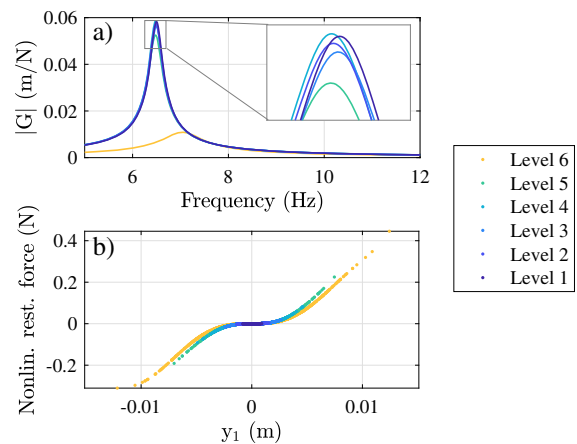 a)
|G| (m/N)
0.06
0.04
0.02
0
6
8
10
12
Frequency (Hz)
b)
Nonlin. rest. force (N)
0.4
0.2
0
-0.2
-0.01
0
0.01
y₁ (m)
Level 6
Level 5
Level 4
Level 3
Level 2
Level 1